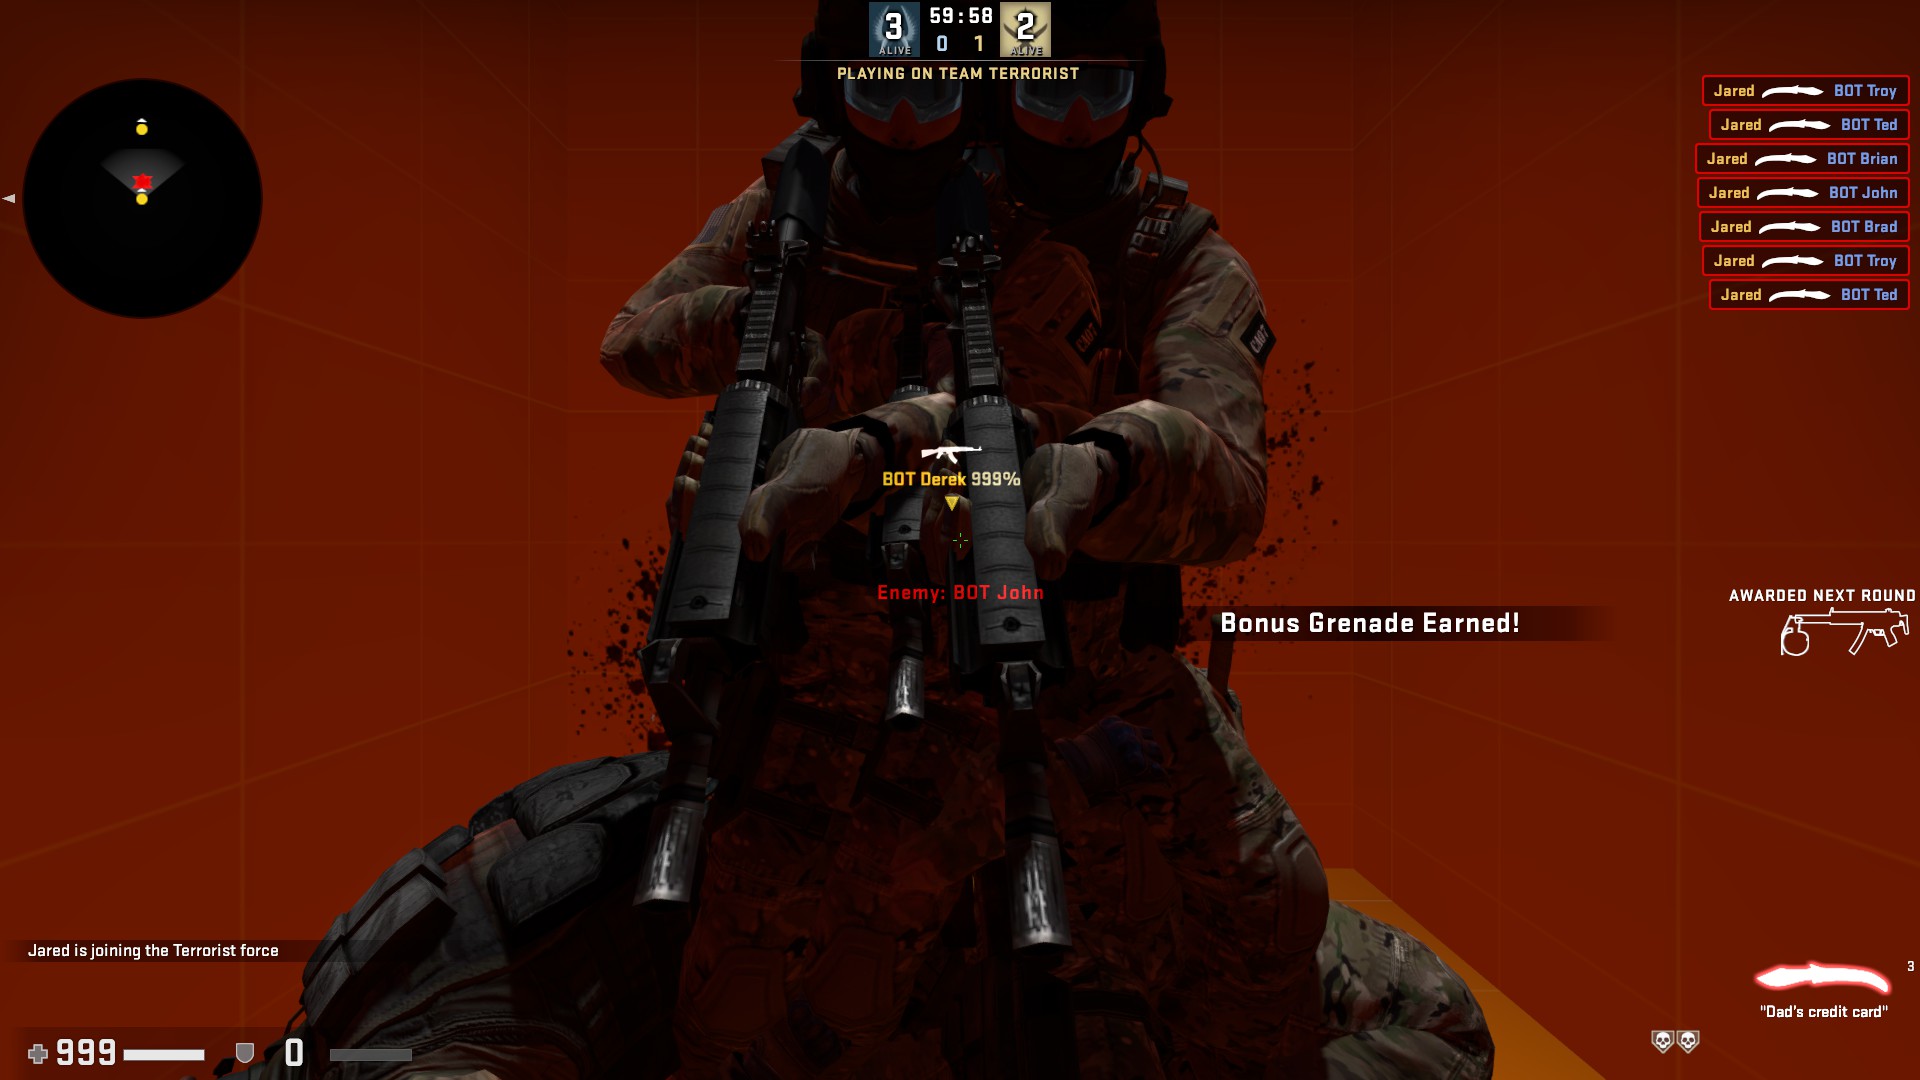 3 59:58 2
ALIVE 0 1 ALIVE
PLAYING ON TEAM TERRORIST
Jared BOT Troy
Jared BOT Ted
Jared BOT Brian
Jared BOT John
Jared BOT Brad
Jared BOT Troy
Jared BOT Ted
CA07
CA07
BOT Derek 999%
Enemy: BOT John
Bonus Grenade Earned!
AWARDED NEXT ROUND
Jared is joining the Terrorist force
3
"Dad's credit card"
999 0